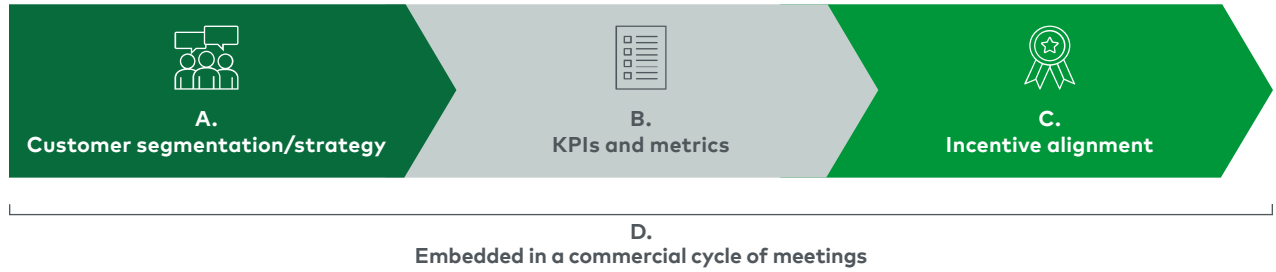 A.
Customer segmentation/strategy
B.
KPIs and metrics
C.
Incentive alignment
D.
Embedded in a commercial cycle of meetings